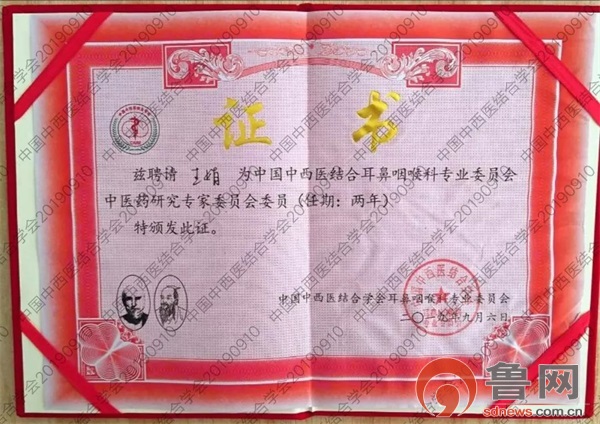 证 书
兹聘请 王娟 为中国中西医结合耳鼻咽喉科专业委员会
中医药研究专家委员会委员(任期：两年)
特颁发此证。
中国中西医结合学会耳鼻咽喉科专业委员会
二〇一九年九月六日
中国中西医结合学会20190910
鲁网
sdnews.com.cn